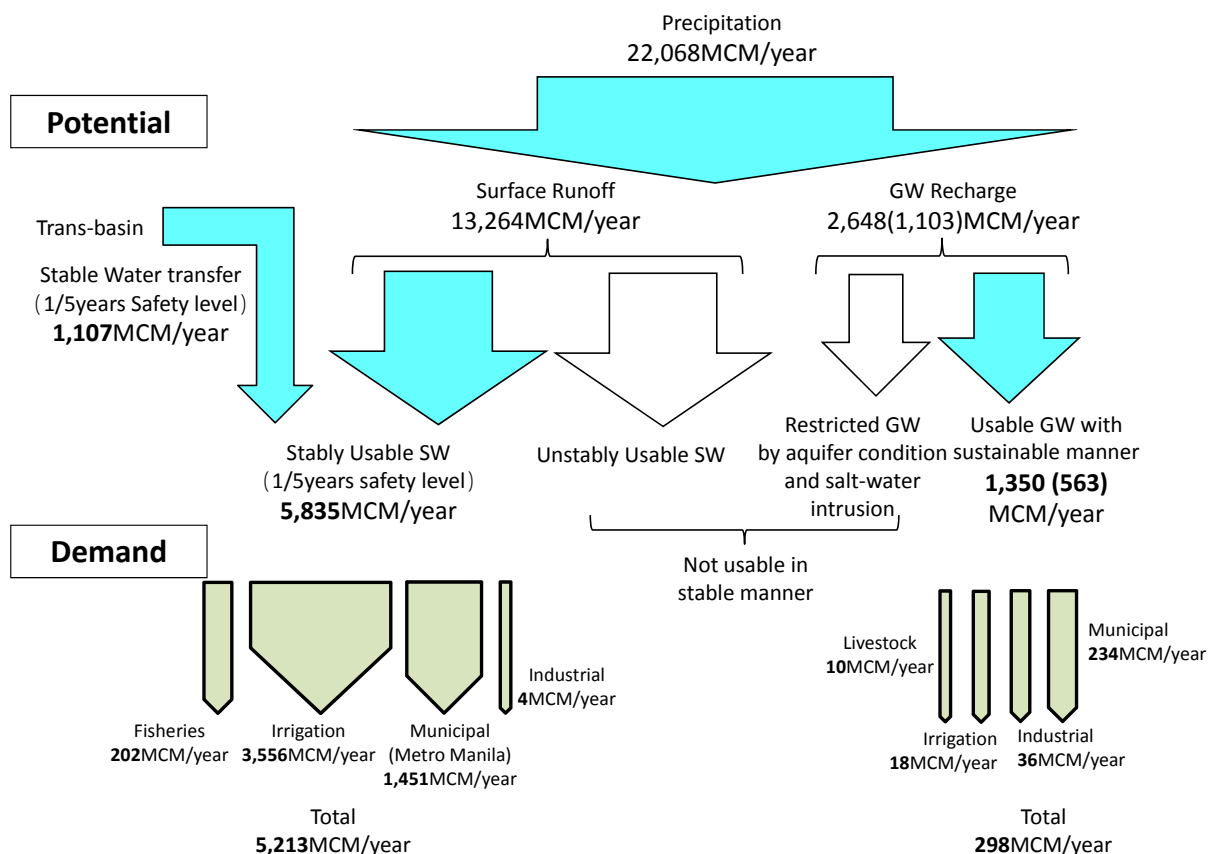 Precipitation
22,068MCM/year
Potential
Surface Runoff
13,264MCM/year
GW Recharge
2,648(1,103)MCM/year
Trans-basin
Stable Water transfer
(1/5years Safety level)
1,107MCM/year
Stably Usable SW
(1/5years safety level)
5,835MCM/year
Unstably Usable SW
Restricted GW
by aquifer condition
and salt-water
intrusion
Usable GW with
sustainable manner
1,350 (563)
MCM/year
Not usable in
stable manner
Demand
Fisheries
202MCM/year
Irrigation
3,556MCM/year
Municipal
(Metro Manila)
1,451MCM/year
Industrial
4MCM/year
Total
5,213MCM/year
Livestock
10MCM/year
Irrigation
18MCM/year
Industrial
36MCM/year
Municipal
234MCM/year
Total
298MCM/year